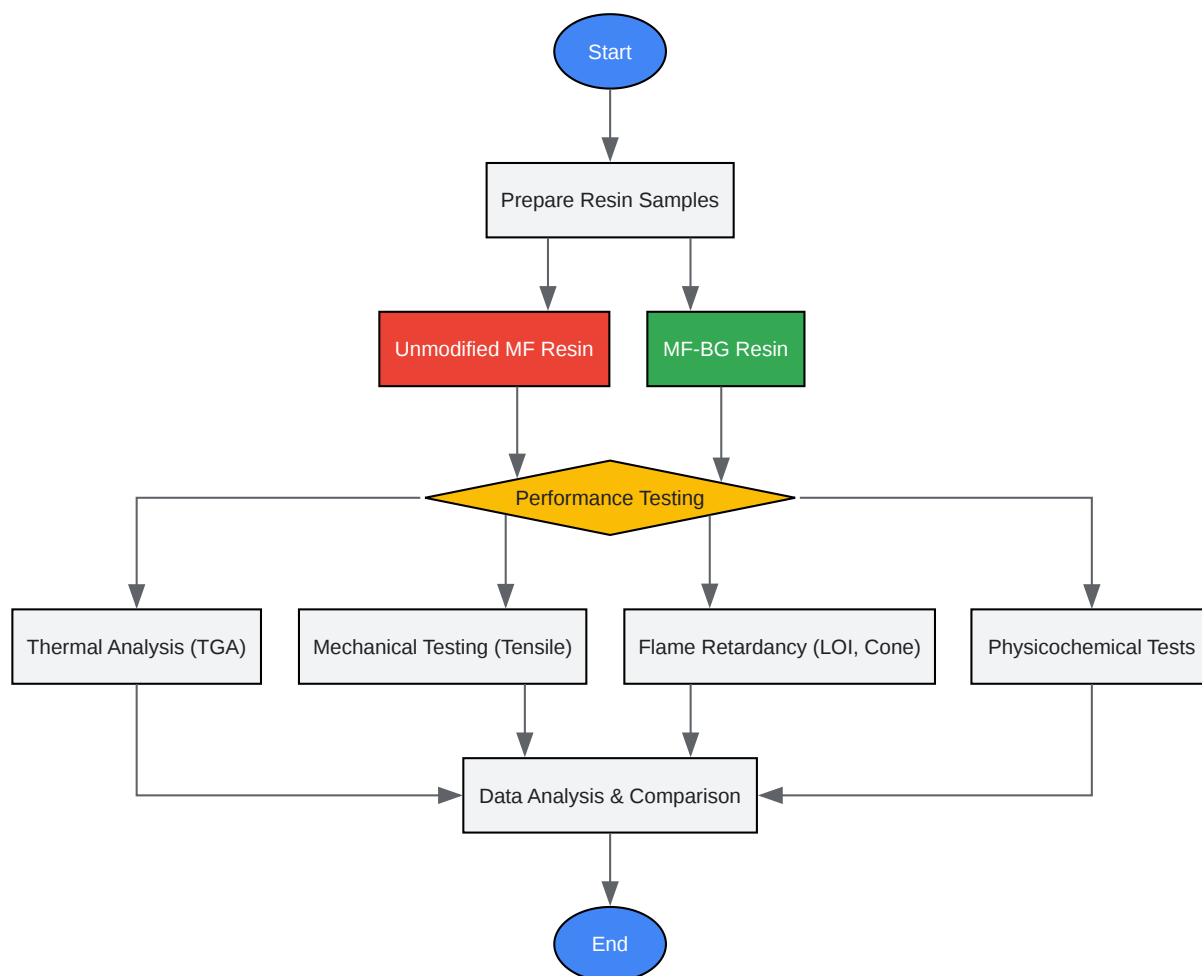 Start
Prepare Resin Samples
Unmodified MF Resin
MF-BG Resin
Performance Testing
Thermal Analysis (TGA)
Mechanical Testing (Tensile)
Flame Retardancy (LOI, Cone)
Physicochemical Tests
Data Analysis & Comparison
End